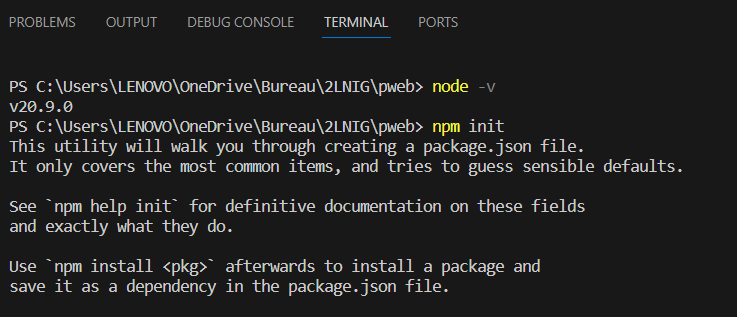 PROBLEMS OUTPUT DEBUG CONSOLE TERMINAL PORTS
PS C:\Users\LENOVO\OneDrive\Bureau\2LNIG\pweb> node -v
v20.9.0
PS C:\Users\LENOVO\OneDrive\Bureau\2LNIG\pweb> npm init
This utility will walk you through creating a package.json file.
It only covers the most common items, and tries to guess sensible defaults.
See `npm help init` for definitive documentation on these fields
and exactly what they do.
Use `npm install <pkg>` afterwards to install a package and
save it as a dependency in the package.json file.